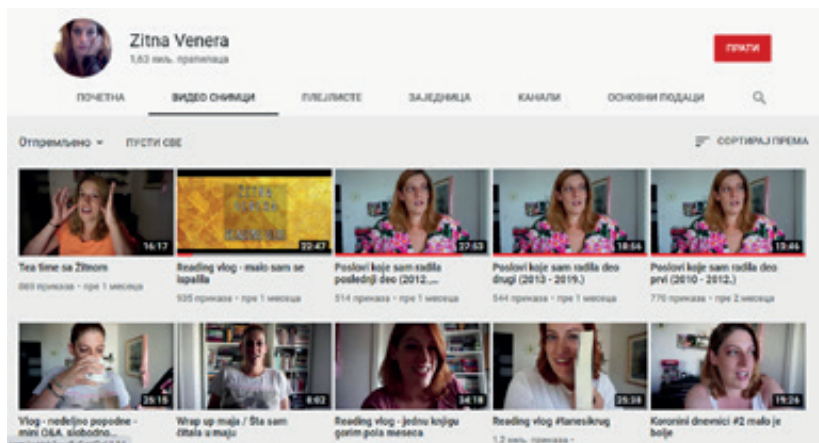 Zitna Venera
1,63 хиљ. пратилаца
ПРАТИ
ПОЧЕТНА ВИДЕО СНИМЦИ ПЛЕЈЛИСТЕ ЗАЈЕДНИЦА КАНАЛИ ОСНОВНИ ПОДАЦИ
Отпремљено ПУСТИ СВЕ СОРТИРАЈ ПРЕМА
16:17 22:47 27:53 18:56 13:46
Tea time sa Žitnom
869 приказа • пре 1 месеца
Reading vlog - malo sam se
iupalila
935 приказа • пре 1 месеца
Poslovi koje sam radila
poslednji deo (2012.,...
514 приказа • пре 1 месеца
Poslovi koje sam radila deo
drugi (2013 - 2019.)
544 приказа • пре 1 месеца
Poslovi koje sam radila deo
prvi (2010 - 2012.)
770 приказа • пре 2 месеца
25:15 8:02 34:18 25:38 19:26
Vlog - nedeljno popodne -
mini Q&A, slobodno...
Wrap up maja / Šta sam
čitala u maju
Reading vlog - jednu knjigu
gorim pola meseca
Reading vlog #tanesikrug
1,2 хиљ. приказа •
Koronini dnevnici #2 malo je
bolje